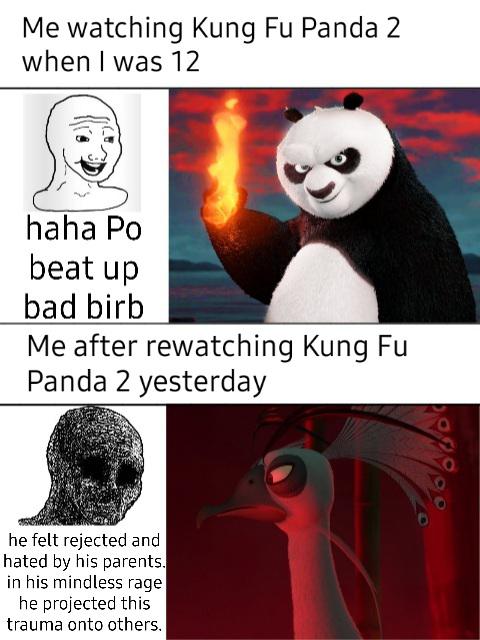 Me watching Kung Fu Panda 2
when I was 12
haha Po
beat up
bad birb
Me after rewatching Kung Fu
Panda 2 yesterday
he felt rejected and
hated by his parents.
in his mindless rage
he projected this
trauma onto others.